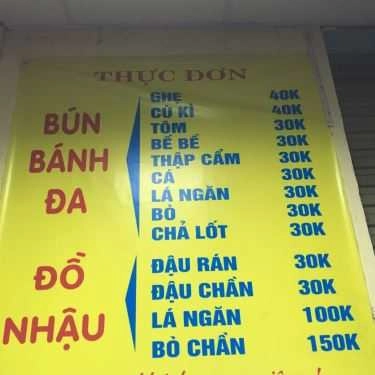 THỰC ĐƠN
BÚN
BÁNH
ĐA
GHẸ 40K
CÙ KÌ 40K
TÔM 30K
BỀ BỀ 30K
THẬP CẨM 30K
CÁ 30K
LÁ NGĂN 30K
BÒ 30K
CHẢ LỐT 30K
ĐỒ
NHẬU
ĐẬU RÁN 30K
ĐẬU CHẦN 30K
LÁ NGĂN 100K
BÒ CHẦN 150K